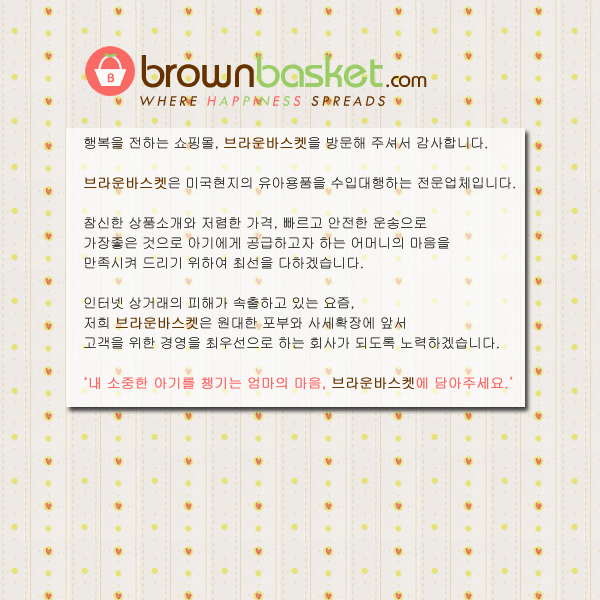 B
brownbasket.com
WHERE HAPPINESS SPREADS
행복을 전하는 쇼핑몰, 브라운바스켓을 방문해 주셔서 감사합니다.
브라운바스켓은 미국현지의 유아용품을 수입대행하는 전문업체입니다.
참신한 상품소개와 저렴한 가격, 빠르고 안전한 운송으로
가장좋은 것으로 아기에게 공급하고자 하는 어머니의 마음을
만족시켜 드리기 위하여 최선을 다하겠습니다.
인터넷 상거래의 피해가 속출하고 있는 요즘,
저희 브라운바스켓은 원대한 포부와 사세확장에 앞서
고객을 위한 경영을 최우선으로 하는 회사가 되도록 노력하겠습니다.
'내 소중한 아기를 챙기는 엄마의 마음, 브라운바스켓에 담아주세요.'